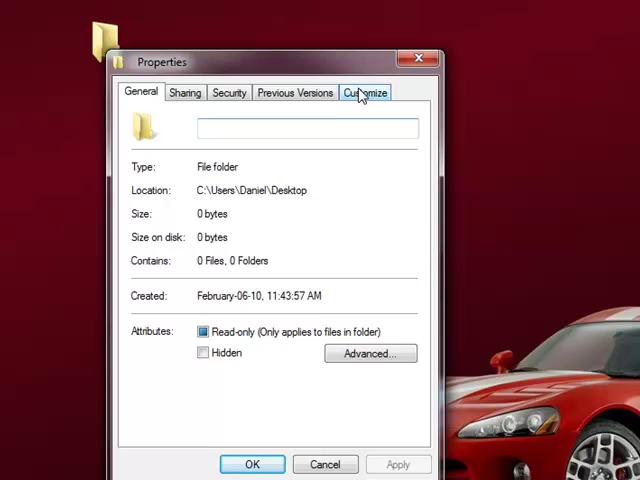 Properties
General Sharing Security Previous Versions Customize
Type: File folder
Location: C:\Users\Daniel\Desktop
Size: 0 bytes
Size on disk: 0 bytes
Contains: 0 Files, 0 Folders
Created: February-06-10, 11:43:57 AM
Attributes: Read-only (Only applies to files in folder)
Hidden Advanced...
OK Cancel Apply